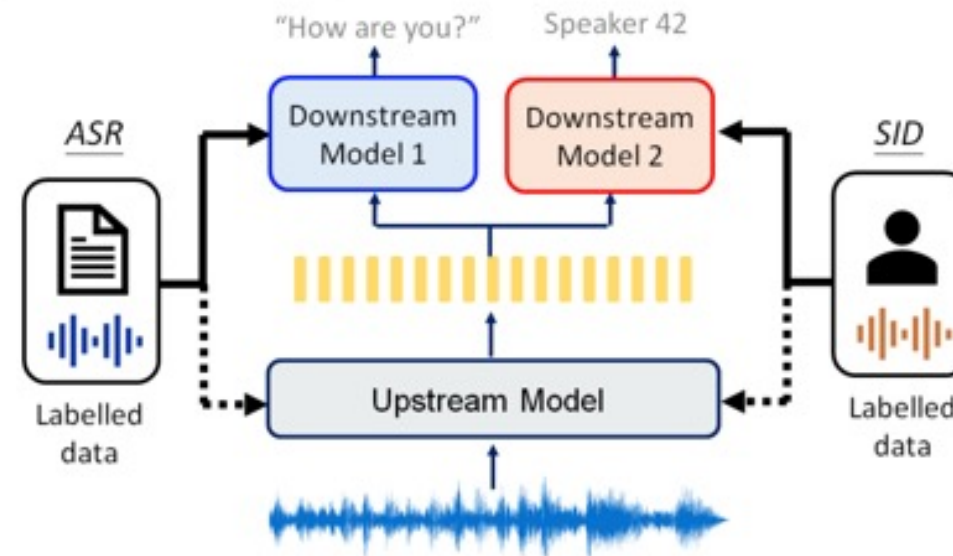 “How are you?”
Speaker 42
ASR
Downstream
Model 1
Downstream
Model 2
SID
Upstream Model
Labelled
data
Labelled
data